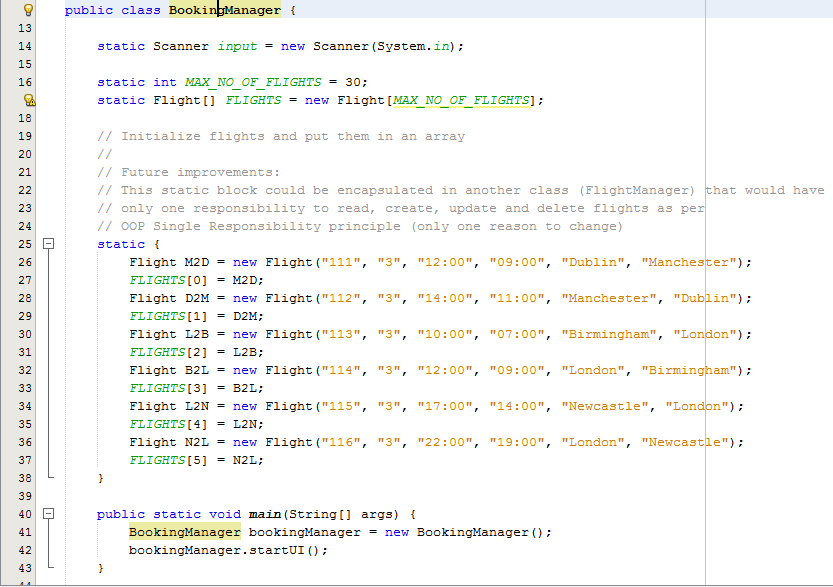 public class BookingManager {
13
14 static Scanner input = new Scanner(System.in);
15
16 static int MAX_NO_OF_FLIGHTS = 30;
static Flight[] FLIGHTS = new Flight[MAX_NO_OF_FLIGHTS];
18
19 // Initialize flights and put them in an array
20 //
21 // Future improvements:
22 // This static block could be encapsulated in another class (FlightManager) that would have
23 // only one responsibility to read, create, update and delete flights as per
24 // OOP Single Responsibility principle (only one reason to change)
25 static {
26 Flight M2D = new Flight("111", "3", "12:00", "09:00", "Dublin", "Manchester");
27 FLIGHTS[0] = M2D;
28 Flight D2M = new Flight("112", "3", "14:00", "11:00", "Manchester", "Dublin");
29 FLIGHTS[1] = D2M;
30 Flight L2B = new Flight("113", "3", "10:00", "07:00", "Birmingham", "London");
31 FLIGHTS[2] = L2B;
32 Flight B2L = new Flight("114", "3", "12:00", "09:00", "London", "Birmingham");
33 FLIGHTS[3] = B2L;
34 Flight L2N = new Flight("115", "3", "17:00", "14:00", "Newcastle", "London");
35 FLIGHTS[4] = L2N;
36 Flight N2L = new Flight("116", "3", "22:00", "19:00", "London", "Newcastle");
37 FLIGHTS[5] = N2L;
38 }
39
40 public static void main(String[] args) {
41 BookingManager bookingManager = new BookingManager();
42 bookingManager.startUI();
43 }